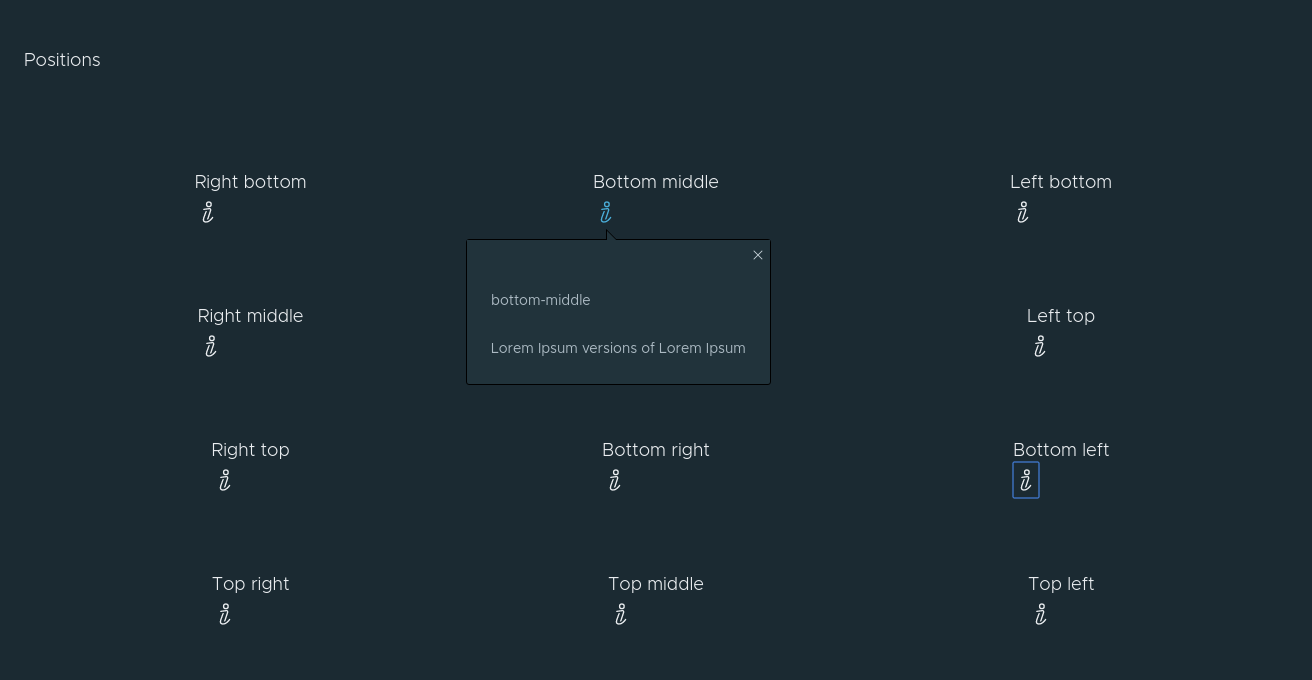 Positions
Right bottom
Bottom middle
Left bottom
bottom-middle
Lorem Ipsum versions of Lorem Ipsum
Right middle
Left top
Right top
Bottom right
Bottom left
Top right
Top middle
Top left